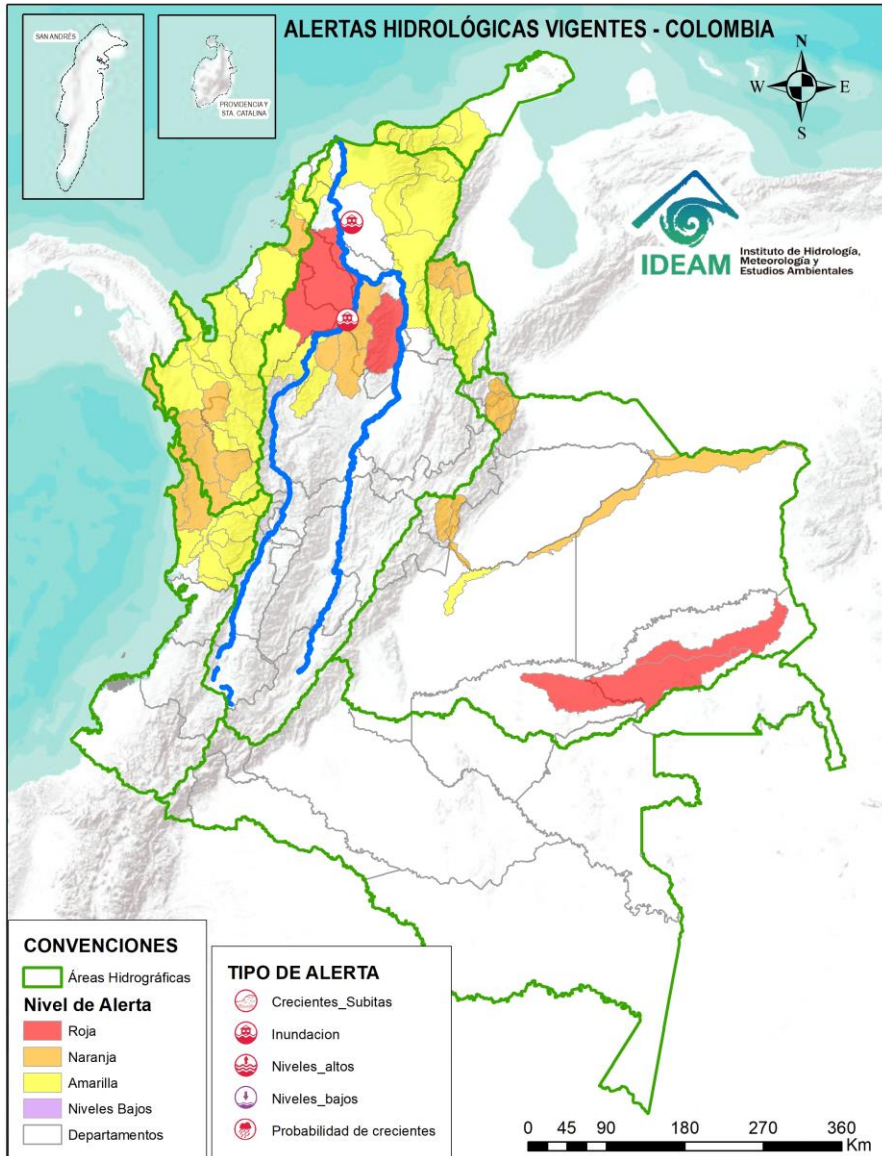 ALERTAS HIDROLÓGICAS VIGENTES - COLOMBIA
SAN ANDRÉS
PROVIDENCIA Y
STA. CATALINA
N
W
E
S
IDEAM
Instituto de Hidrología,
Meteorología y
Estudios Ambientales
CONVENCIONES
Áreas Hidrográficas
Nivel de Alerta
Roja
Naranja
Amarilla
Niveles Bajos
Departamentos
TIPO DE ALERTA
Crecientes_Subitas
Inundacion
Niveles_altos
Niveles_bajos
Probabilidad de crecientes
0 45 90 180 270 360
Km